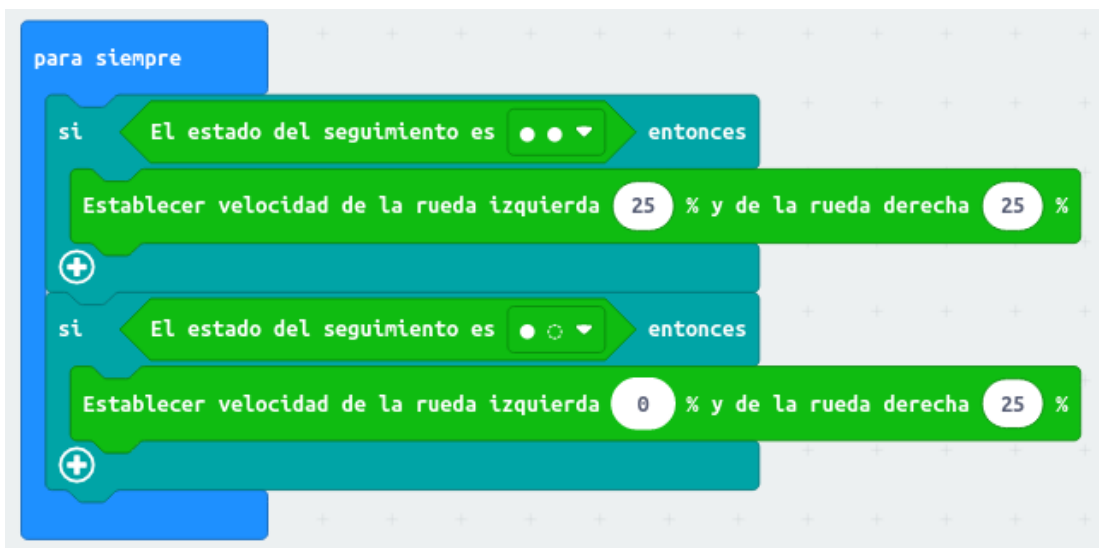 para siempre
si El estado del seguimiento es entonces
Establecer velocidad de la rueda izquierda 25 % y de la rueda derecha 25 %
si El estado del seguimiento es entonces
Establecer velocidad de la rueda izquierda 0 % y de la rueda derecha 25 %